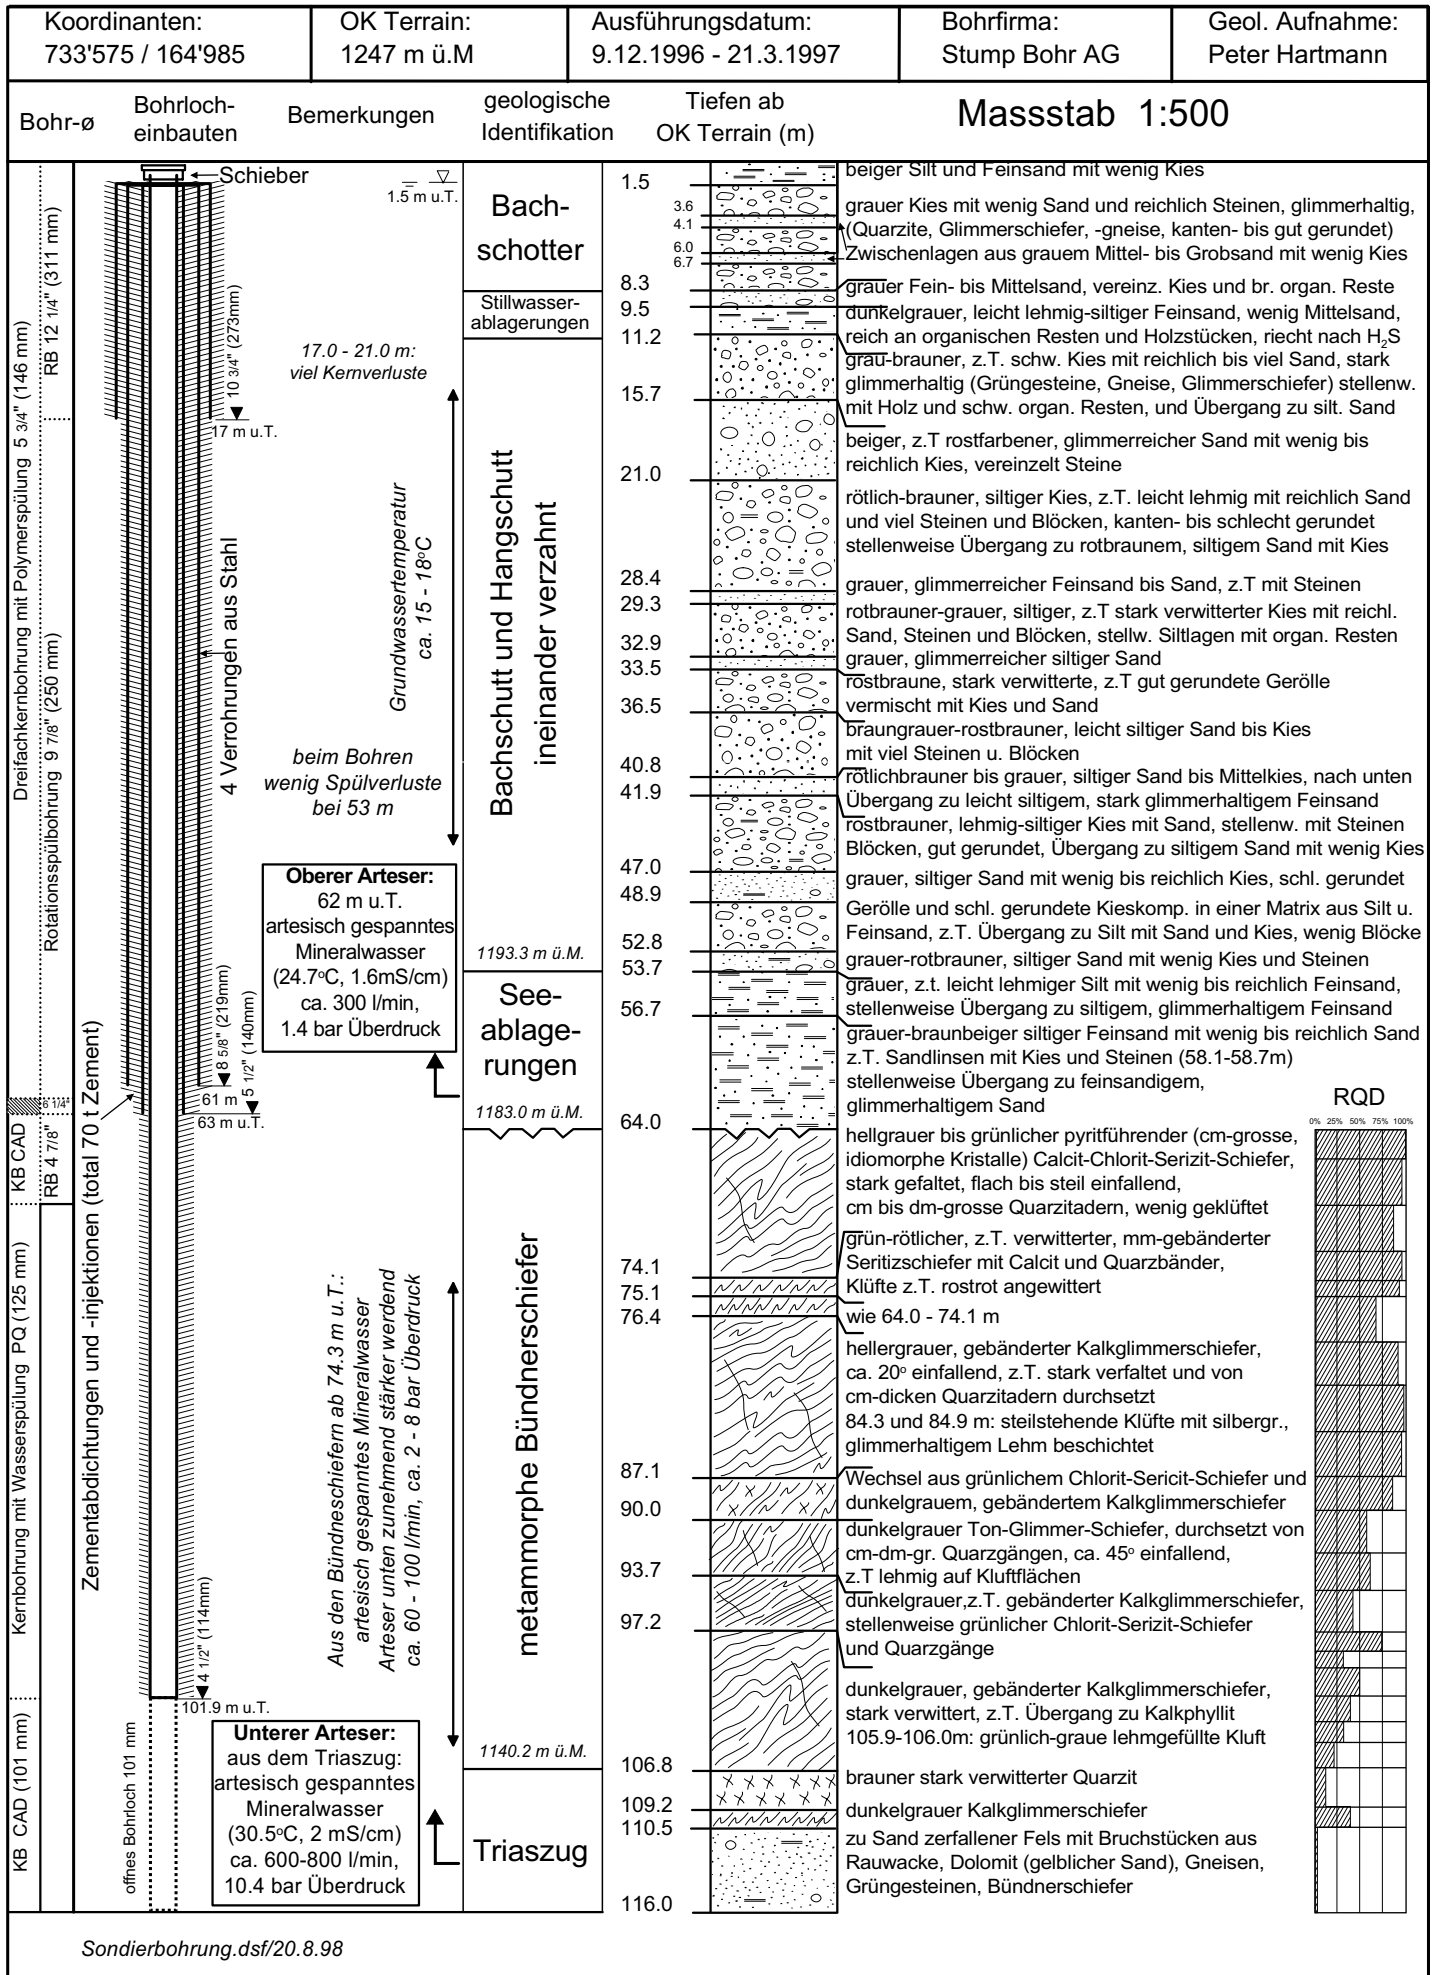 Koordinaten:
733'575 / 164'985
OK Terrain:
1247 m ü.M
Ausführungsdatum:
9.12.1996 - 21.3.1997
Bohrfirma:
Stump Bohr AG
Geol. Aufnahme:
Peter Hartmann
Bohr-ø
Bohrloch-
einbauten
Bemerkungen
geologische
Identifikation
Tiefen ab
OK Terrain (m)
Massstab 1:500
Dreifachkernbohrung mit Polymerspülung 5 3/4" (146 mm)
KB CAD
Kernbohrung mit Wasserspülung PQ (125 mm)
KB CAD (101 mm)
RB 12 1/4" (311 mm)
Rotationsspülbohrung 9 7/8" (250 mm)
6 1/4"
RB 4 7/8"
Zementabdichtungen und -injektionen (total 70 t Zement)
Schieber
10 3/4" (273mm)
17 m u.T.
4 Verrohrungen aus Stahl
8 5/8" (219mm)
61 m
5 1/2" (140mm)
63 m u.T.
4 1/2" (114mm)
101.9 m u.T.
offnes Bohrloch 101 mm
1.5 m u.T.
17.0 - 21.0 m:
viel Kernverluste
Grundwassertemperatur
ca. 15 - 18°C
beim Bohren
wenig Spülverluste
bei 53 m
Oberer Arteser:
62 m u.T.
artesisch gespanntes
Mineralwasser
(24.7°C, 1.6mS/cm)
ca. 300 l/min,
1.4 bar Überdruck
Aus den Bündneschiefern ab 74.3 m u.T.:
artesisch gespanntes Mineralwasser
Arteser unten zunehmend stärker werdend
ca. 60 - 100 l/min, ca. 2 - 8 bar Überdruck
Unterer Arteser:
aus dem Triaszug:
artesisch gespanntes
Mineralwasser
(30.5°C, 2 mS/cm)
ca. 600-800 l/min,
10.4 bar Überdruck
Bach-
schotter
Stillwasser-
ablagerungen
Bachschutt und Hangschutt
ineinander verzahnt
1193.3 m ü.M.
See-
ablage-
rungen
1183.0 m ü.M.
metammorphe Bündnerschiefer
1140.2 m ü.M.
Triaszug
1.5
3.6
4.1
6.0
6.7
8.3
9.5
11.2
15.7
21.0
28.4
29.3
32.9
33.5
36.5
40.8
41.9
47.0
48.9
52.8
53.7
56.7
64.0
74.1
75.1
76.4
87.1
90.0
93.7
97.2
106.8
109.2
110.5
116.0
beiger Silt und Feinsand mit wenig Kies
grauer Kies mit wenig Sand und reichlich Steinen, glimmerhaltig,
(Quarzite, Glimmerschiefer, -gneise, kanten- bis gut gerundet)
Zwischenlagen aus grauem Mittel- bis Grobsand mit wenig Kies
grauer Fein- bis Mittelsand, vereinz. Kies und br. organ. Reste
dunkelgrauer, leicht lehmig-siltiger Feinsand, wenig Mittelsand,
reich an organischen Resten und Holzstücken, riecht nach H2S
grau-brauner, z.T. schw. Kies mit reichlich bis viel Sand, stark
glimmerhaltig (Grüngesteine, Gneise, Glimmerschiefer) stellenw.
mit Holz und schw. organ. Resten, und Übergang zu silt. Sand
beiger, z.T rostfarbener, glimmerreicher Sand mit wenig bis
reichlich Kies, vereinzelt Steine
rötlich-brauner, siltiger Kies, z.T. leicht lehmig mit reichlich Sand
und viel Steinen und Blöcken, kanten- bis schlecht gerundet
stellenweise Übergang zu rotbraunem, siltigem Sand mit Kies
grauer, glimmerreicher Feinsand bis Sand, z.T mit Steinen
rotbrauner-grauer, siltiger, z.T stark verwitterter Kies mit reichl.
Sand, Steinen und Blöcken, stellw. Siltlagen mit organ. Resten
grauer, glimmerreicher siltiger Sand
rostbraune, stark verwitterte, z.T gut gerundete Gerölle
vermischt mit Kies und Sand
braungrauer-rostbrauner, leicht siltiger Sand bis Kies
mit viel Steinen u. Blöcken
rötlichbrauner bis grauer, siltiger Sand bis Mittelkies, nach unten
Übergang zu leicht siltigem, stark glimmerhaltigem Feinsand
rostbrauner, lehmig-siltiger Kies mit Sand, stellenw. mit Steinen
Blöcken, gut gerundet, Übergang zu siltigem Sand mit wenig Kies
grauer, siltiger Sand mit wenig bis reichlich Kies, schl. gerundet
Gerölle und schl. gerundete Kieskomp. in einer Matrix aus Silt u.
Feinsand, z.T. Übergang zu Silt mit Sand und Kies, wenig Blöcke
grauer-rotbrauner, siltiger Sand mit wenig Kies und Steinen
grauer, z.t. leicht lehmiger Silt mit wenig bis reichlich Feinsand,
stellenweise Übergang zu siltigem, glimmerhaltigem Feinsand
grauer-braunbeiger siltiger Feinsand mit wenig bis reichlich Sand
z.T. Sandlinsen mit Kies und Steinen (58.1-58.7m)
stellenweise Übergang zu feinsandigem,
glimmerhaltigem Sand
hellgrauer bis grünlicher pyritführender (cm-grosse,
idiomorphe Kristalle) Calcit-Chlorit-Serizit-Schiefer,
stark gefaltet, flach bis steil einfallend,
cm bis dm-grosse Quarzitadern, wenig geklüftet
grün-rötlicher, z.T. verwitterter, mm-gebänderter
Seritizschiefer mit Calcit und Quarzbänder,
Klüfte z.T. rostrot angewittert
wie 64.0 - 74.1 m
hellergrauer, gebänderter Kalkglimmerschiefer,
ca. 20° einfallend, z.T. stark verfaltet und von
cm-dicken Quarzitadern durchsetzt
84.3 und 84.9 m: steilstehende Klüfte mit silbergr.,
glimmerhaltigem Lehm beschichtet
Wechsel aus grünlichem Chlorit-Sericit-Schiefer und
dunkelgrauem, gebändertem Kalkglimmerschiefer
dunkelgrauer Ton-Glimmer-Schiefer, durchsetzt von
cm-dm-gr. Quarzgängen, ca. 45° einfallend,
z.T lehmig auf Kluftflächen
dunkelgrauer,z.T. gebänderter Kalkglimmerschiefer,
stellenweise grünlicher Chlorit-Serizit-Schiefer
und Quarzgänge
dunkelgrauer, gebänderter Kalkglimmerschiefer,
stark verwittert, z.T. Übergang zu Kalkphyllit
105.9-106.0m: grünlich-graue lehmgefüllte Kluft
brauner stark verwitterter Quarzit
dunkelgrauer Kalkglimmerschiefer
zu Sand zerfallener Fels mit Bruchstücken aus
Rauwacke, Dolomit (gelblicher Sand), Gneisen,
Grüngesteinen, Bündnerschiefer
RQD
0% 25% 50% 75% 100%
Sondierbohrung.dsf/20.8.98